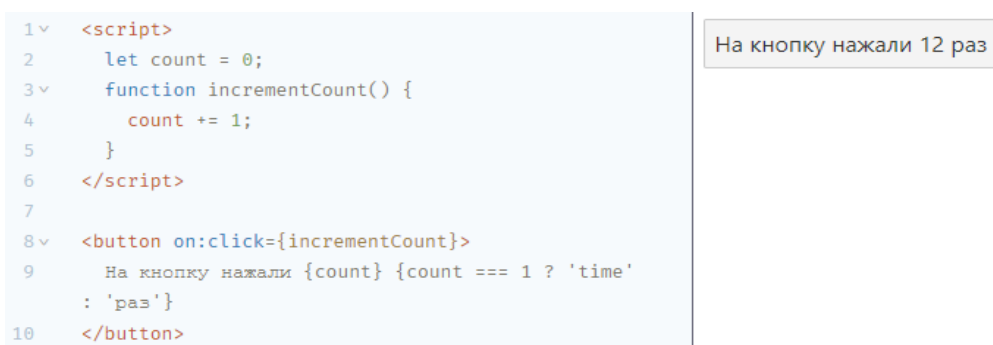 1 <script>
2 let count = 0;
3 function incrementCount() {
4 count += 1;
5 }
6 </script>
7
8 <button on:click={incrementCount}>
9 На кнопку нажали {count} {count === 1 ? 'time'
: 'раз'}
10 </button>
На кнопку нажали 12 раз